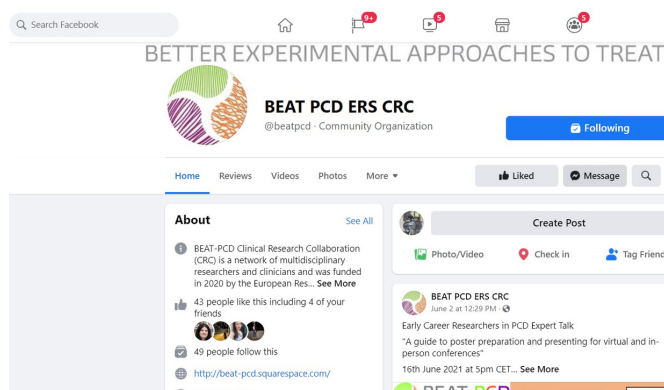 Search Facebook
9+
5
5
BETTER EXPERIMENTAL APPROACHES TO TREAT
BEAT PCD ERS CRC
@beatpcd · Community Organization
Following
Home Reviews Videos Photos More
Liked Message
About See All
BEAT-PCD Clinical Research Collaboration
(CRC) is a network of multidisciplinary
researchers and clinicians and was funded
in 2020 by the European Res... See More
43 people like this including 4 of your
friends
49 people follow this
http://beat-pcd.squarespace.com/
Create Post
Photo/Video Check in Tag Friend
BEAT PCD ERS CRC
June 2 at 12:29 PM ·
Early Career Researchers in PCD Expert Talk
"A guide to poster preparation and presenting for virtual and in-
person conferences"
16th June 2021 at 5pm CET... See More
BEAT PCD